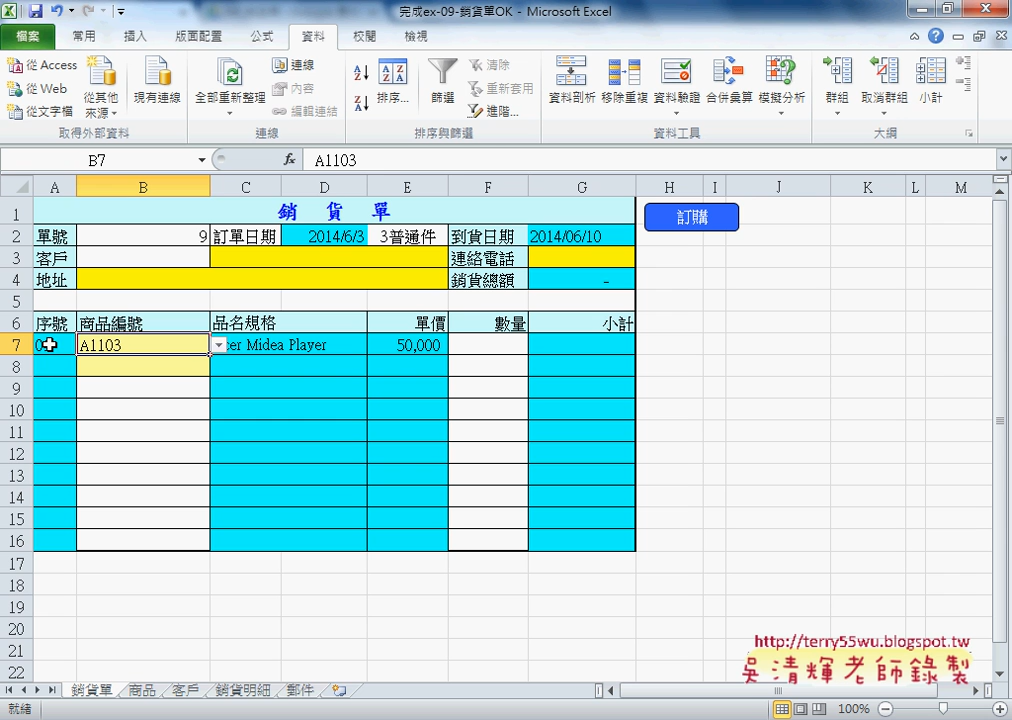 完成ex-09-銷貨單OK - Microsoft Excel
檔案 常用 插入 版面配置 公式 資料 校閱 檢視
從 Access
從 Web
從文字檔
從其他來源
現有連線
全部重新整理
連線
內容
編輯連結
排序...
篩選
清除
重新套用
進階...
資料剖析 移除重複 資料驗證 合併彙算 模擬分析
群組 取消群組 小計
取得外部資料 連線 排序與篩選 資料工具 大綱
B7 fx A1103
A B C D E F G H I J K L M
1 銷 貨 單 訂購
2 單號 9 訂單日期 2014/6/3 3普通件 到貨日期 2014/06/10
3 客戶 連絡電話
4 地址 銷貨總額 -
5
6 序號 商品編號 品名規格 單價 數量 小計
7 0 A1103 cer Midea Player 50,000
8
9
10
11
12
13
14
15
16
17
18
19
20
21
22
http://terry55wu.blogspot.tw
吳清輝老師錄製
銷貨單 商品 客戶 銷貨明細 郵件
就緒 100%